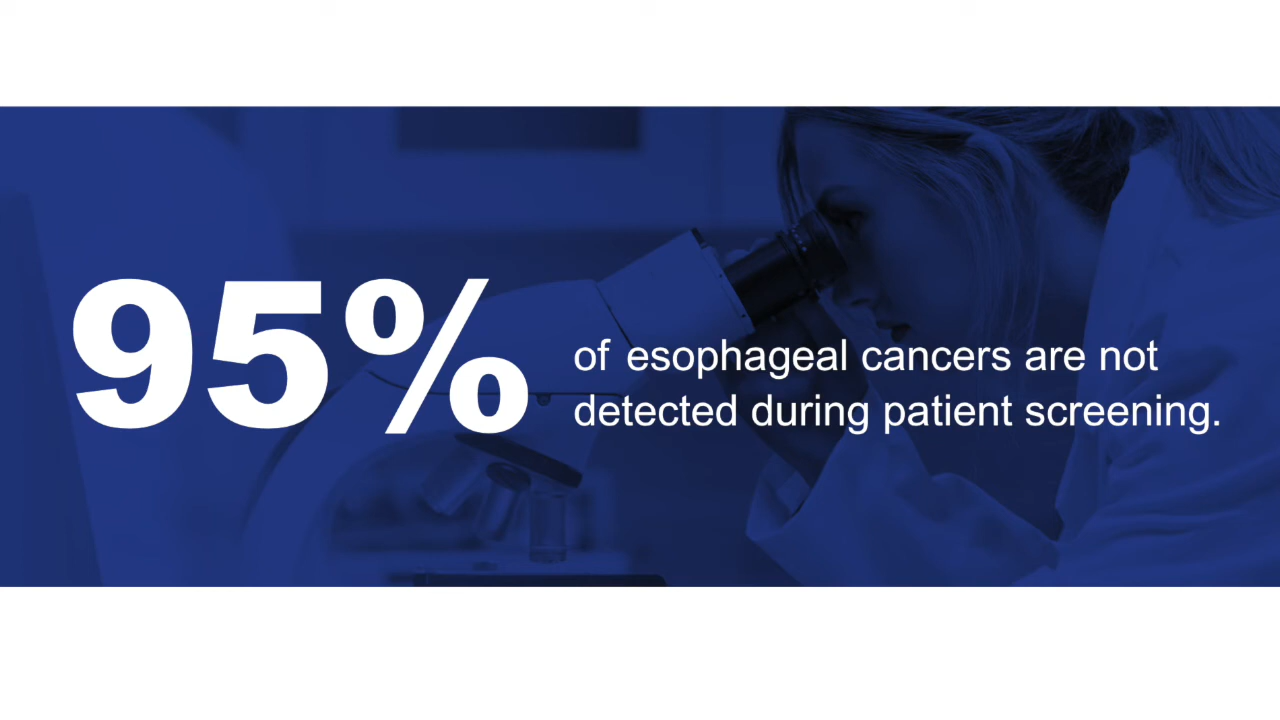 95%
of esophageal cancers are not
detected during patient screening.